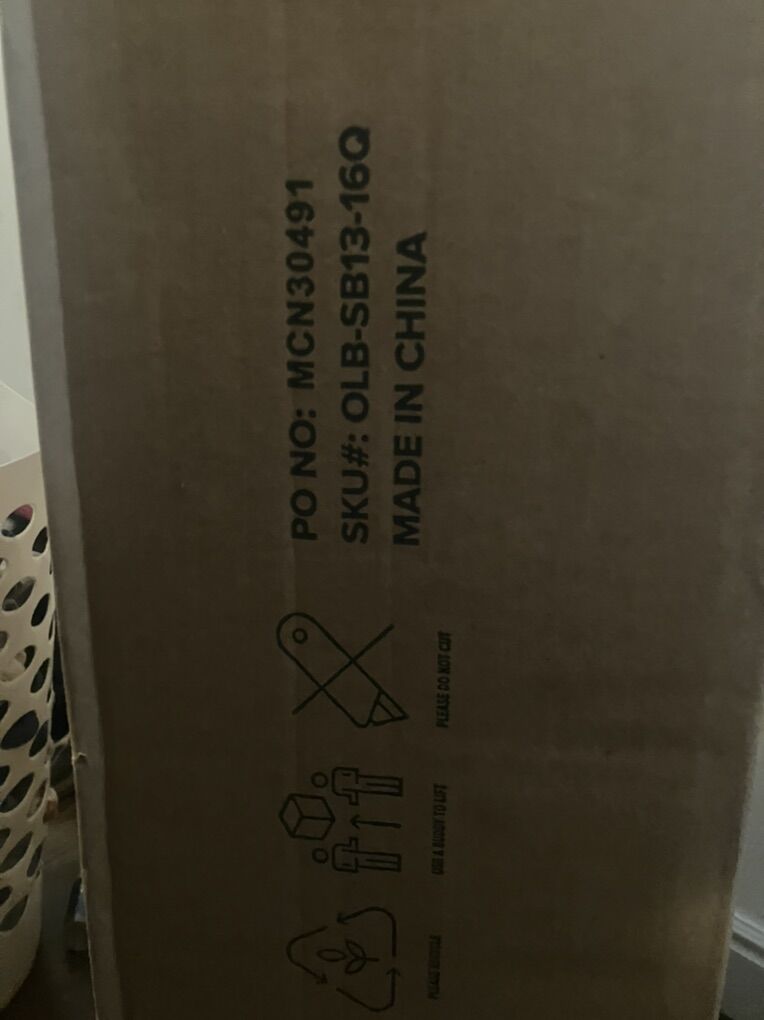 PO NO: MCN30491
SKU#: OLB-SB13-16Q
MADE IN CHINA
PLEASE DO NOT CUT
USE A BUDDY TO LIFT
PLEASE RECYCLE